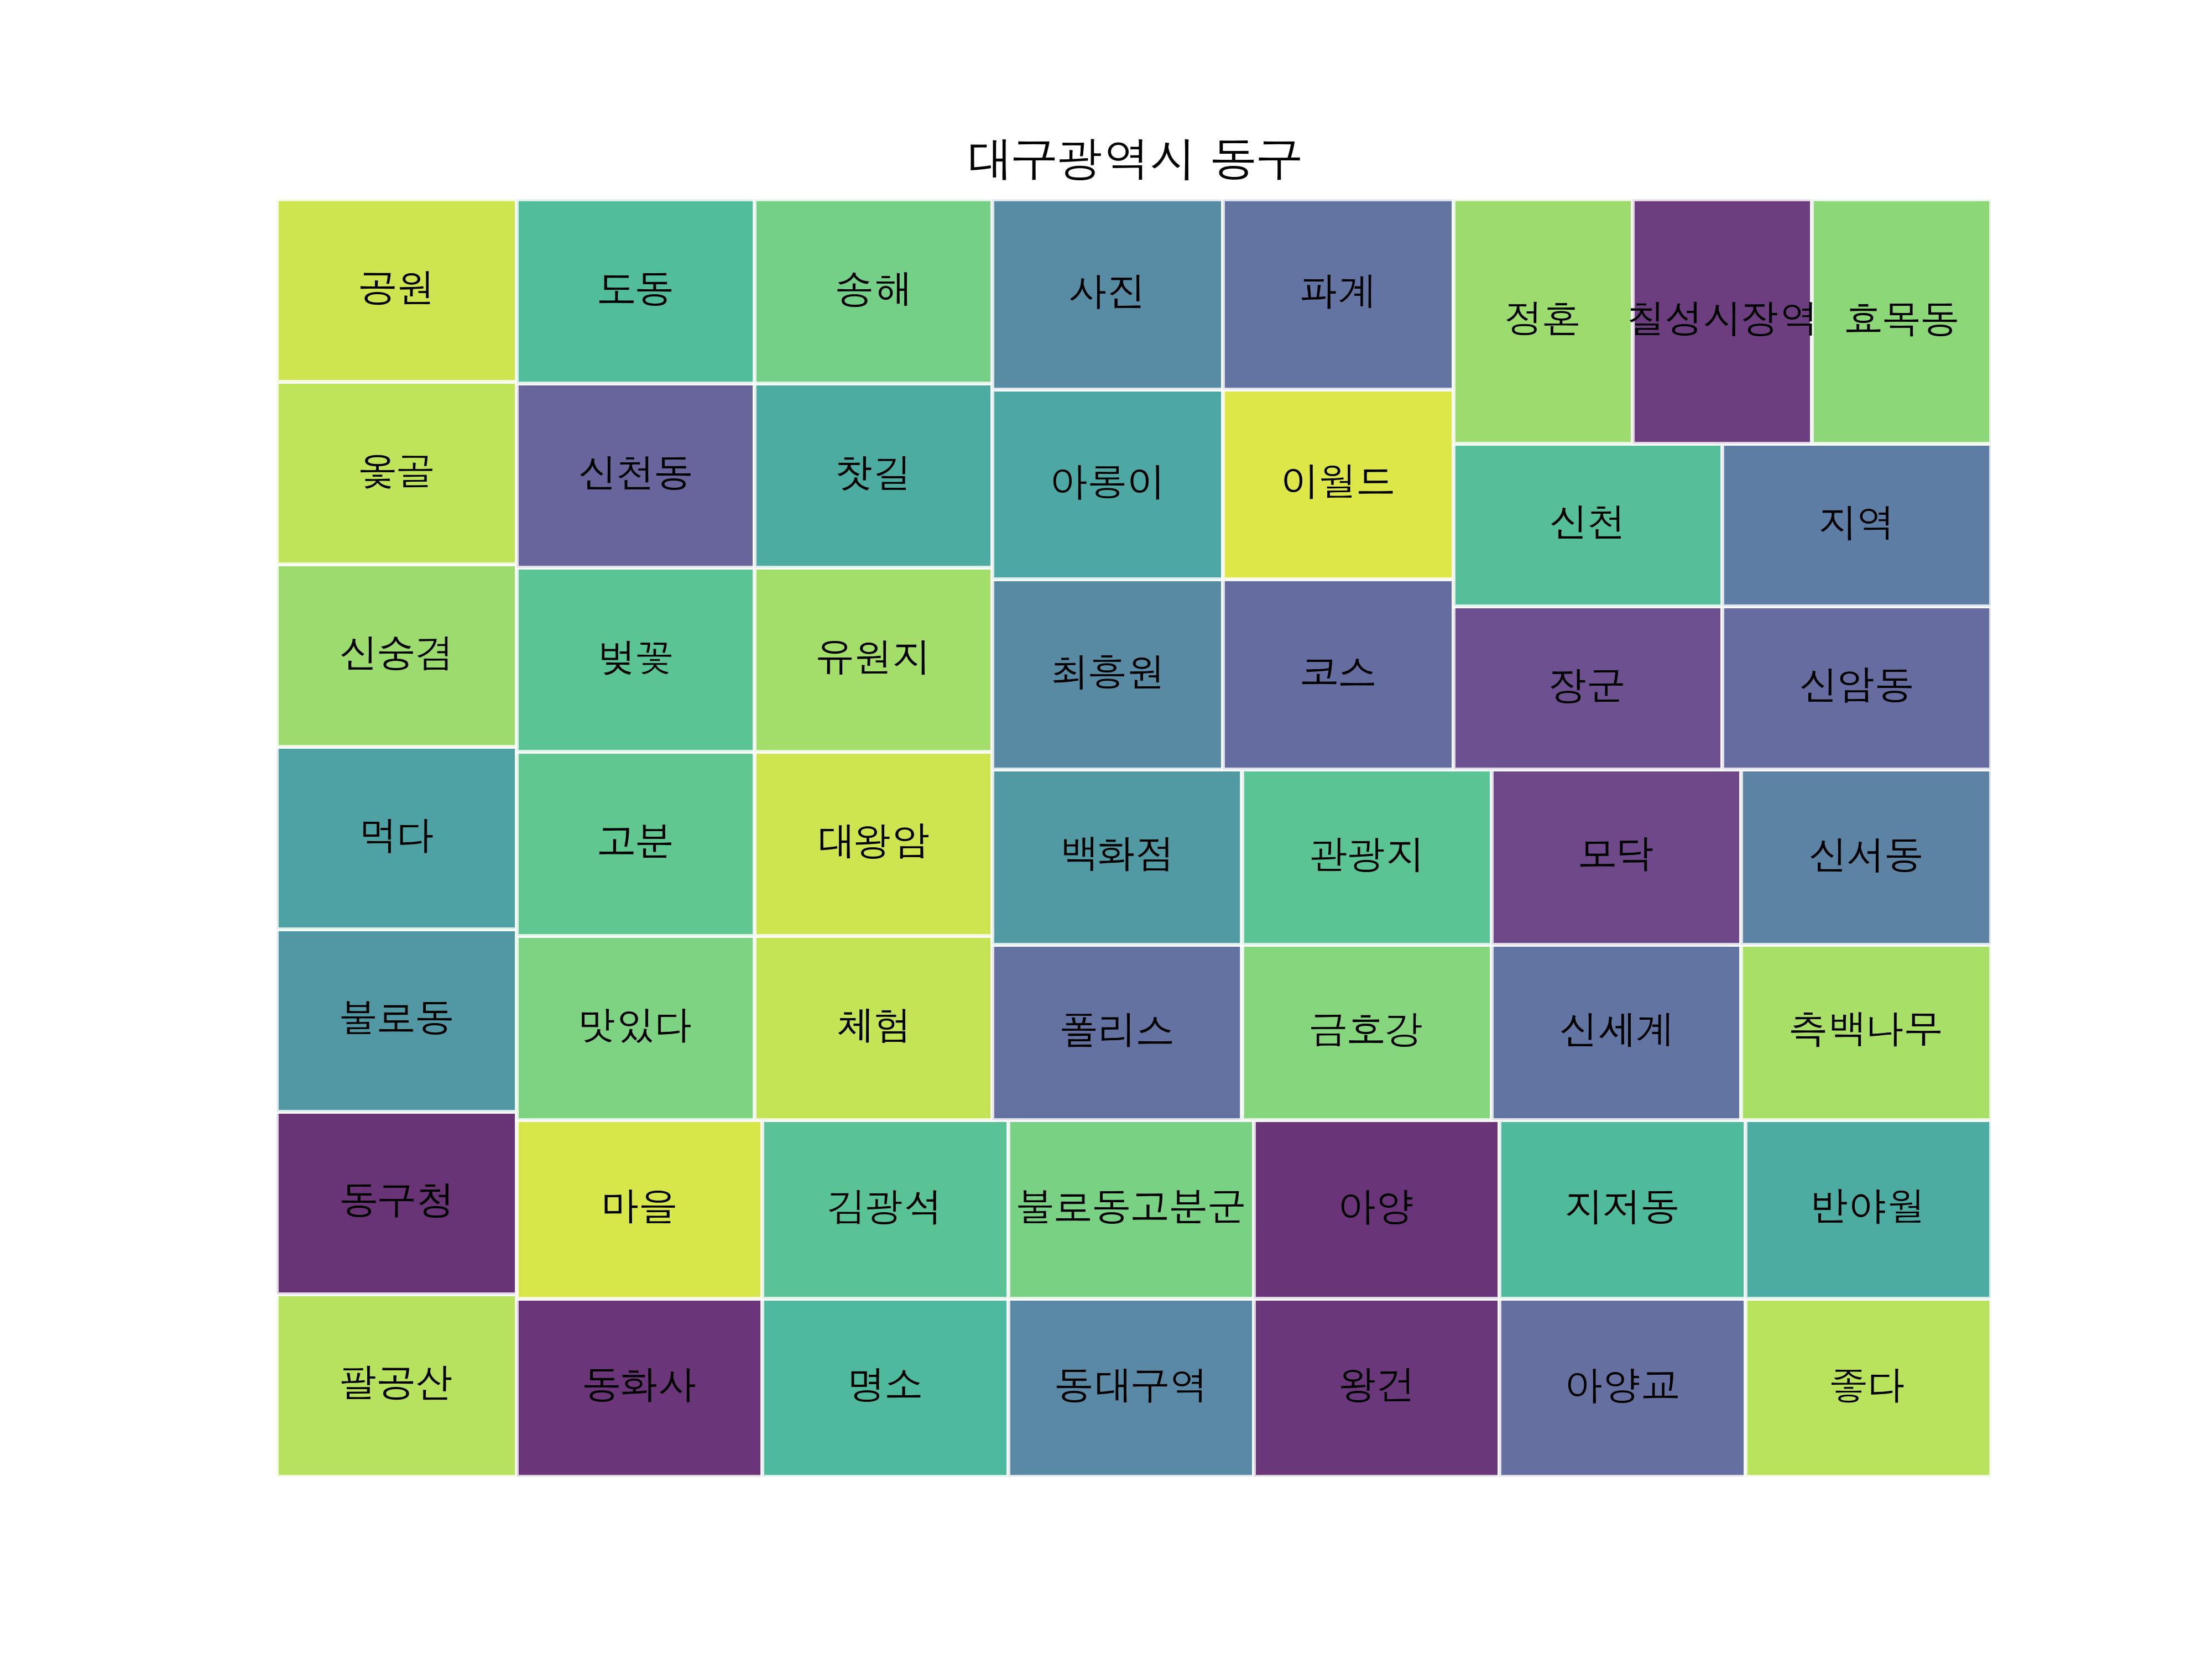 대구광역시 동구
공원
도동
송해
사진
파계
정혼
칠성시장역
효목동
옻골
신천동
찻길
아롱이
이월드
신천
지역
신숭겸
벚꽃
유원지
최흥원
코스
장군
신암동
먹다
고분
대왕암
백화점
관광지
모닥
신서동
불로동
맛있다
체험
폴리스
금호강
신세계
측백나무
동구청
마을
김광석
불로동고분군
아양
지저동
반야월
팔공산
동화사
명소
동대구역
왕건
아양교
좋다